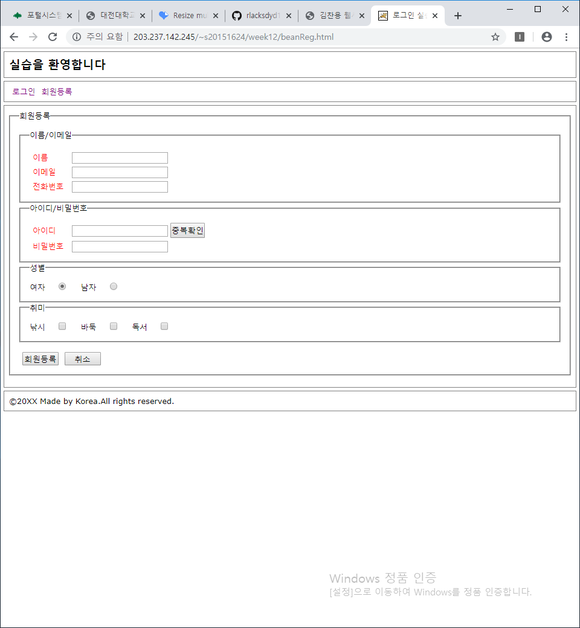 포털시스템
대전대학교
Resize mu
rlacksdyd
김찬용 웹
로그인 실
주의 요함 | 203.237.142.245/~s20151624/week12/beanReg.html
실습을 환영합니다
로그인 회원등록
회원등록
이름/이메일
이름
이메일
전화번호
아이디/비밀번호
아이디 중복확인
비밀번호
성별
여자 남자
취미
낚시 바둑 독서
회원등록 취소
©20XX Made by Korea.All rights reserved.
Windows 정품 인증
[설정]으로 이동하여 Windows를 정품 인증합니다.